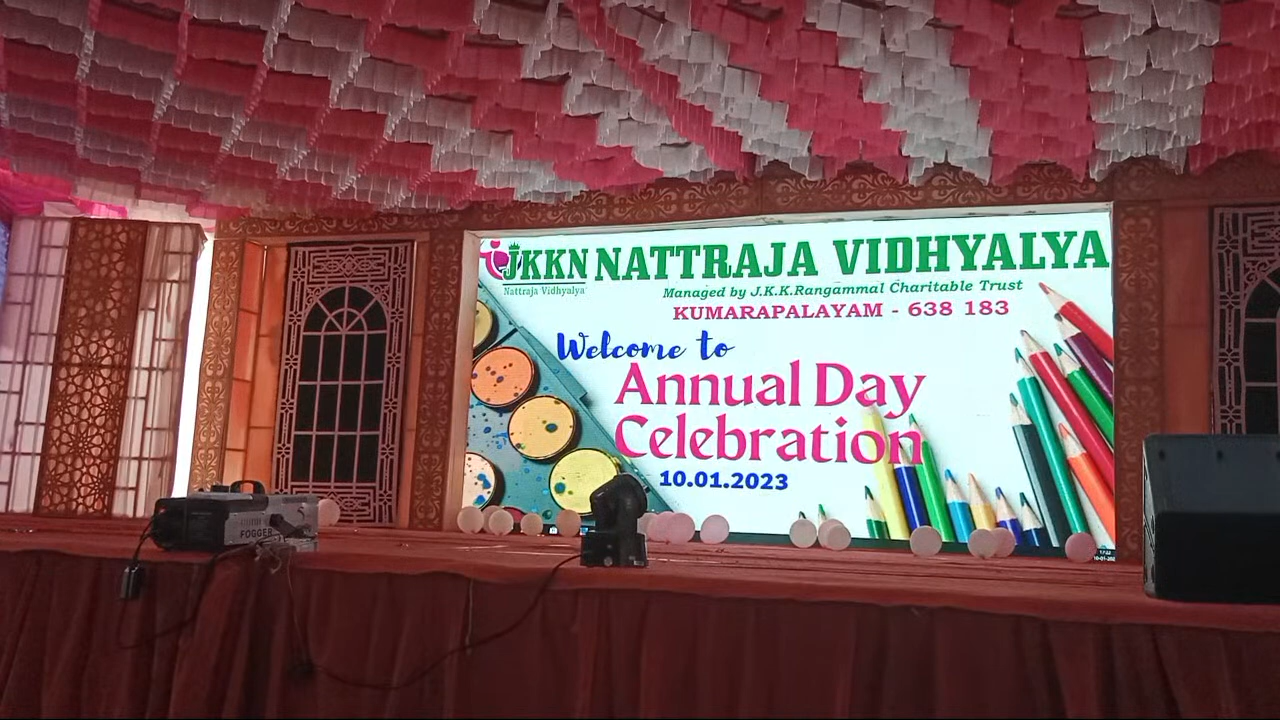 JKKN NATTRAJA VIDHYALYA
Nattraja Vidhyalya
Managed by J.K.K.Rangammal Charitable Trust
KUMARAPALAYAM - 638 183
Welcome to
Annual Day
Celebration
10.01.2023
FOGGER